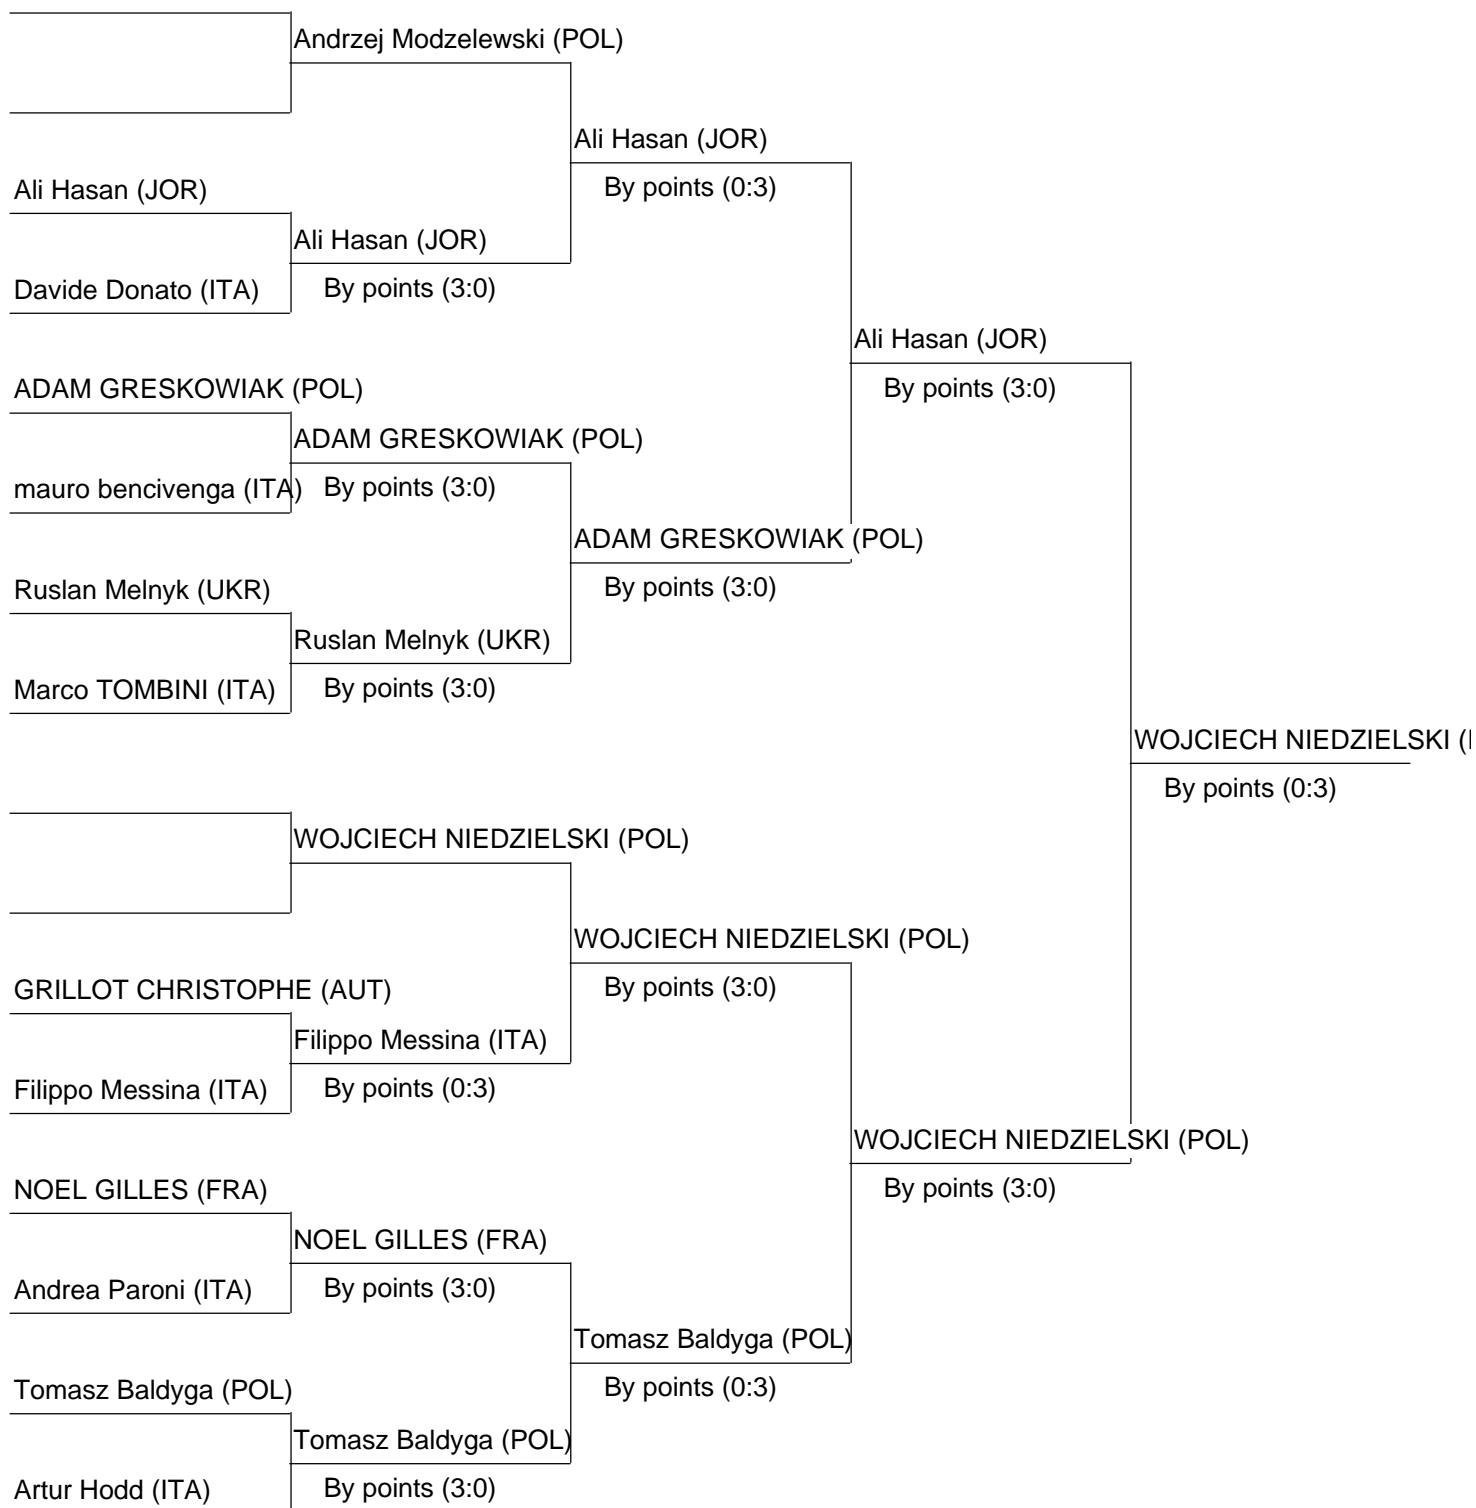 Andrzej Modzelewski (POL)
Ali Hasan (JOR)
By points (0:3)
Ali Hasan (JOR)
Ali Hasan (JOR)
Davide Donato (ITA)
By points (3:0)
Ali Hasan (JOR)
By points (3:0)
ADAM GRESKOWIAK (POL)
ADAM GRESKOWIAK (POL)
mauro bencivenga (ITA)
By points (3:0)
ADAM GRESKOWIAK (POL)
By points (3:0)
Ruslan Melnyk (UKR)
Ruslan Melnyk (UKR)
Marco TOMBINI (ITA)
By points (3:0)
WOJCIECH NIEDZIELSKI (
By points (0:3)
WOJCIECH NIEDZIELSKI (POL)
WOJCIECH NIEDZIELSKI (POL)
By points (3:0)
GRILLOT CHRISTOPHE (AUT)
Filippo Messina (ITA)
Filippo Messina (ITA)
By points (0:3)
WOJCIECH NIEDZIELSKI (POL)
By points (3:0)
NOEL GILLES (FRA)
NOEL GILLES (FRA)
Andrea Paroni (ITA)
By points (3:0)
Tomasz Baldyga (POL)
By points (0:3)
Tomasz Baldyga (POL)
Tomasz Baldyga (POL)
Artur Hodd (ITA)
By points (3:0)